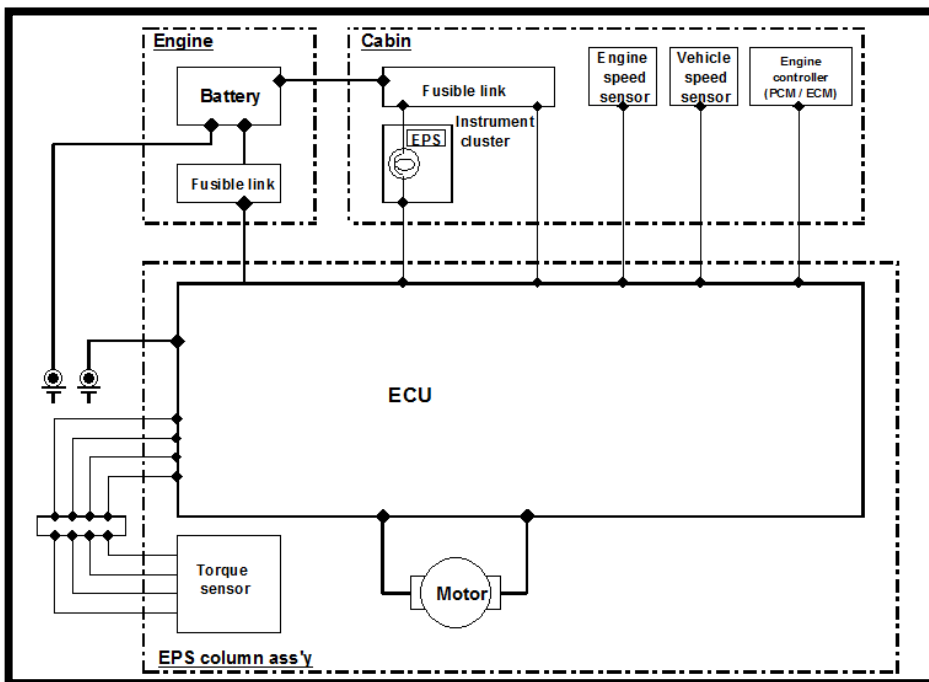 Engine
Battery
Fusible link
Cabin
Fusible link
EPS
Instrument
cluster
Engine
speed
sensor
Vehicle
speed
sensor
Engine
controller
(PCM / ECM)
ECU
Torque
sensor
Motor
EPS column ass'y